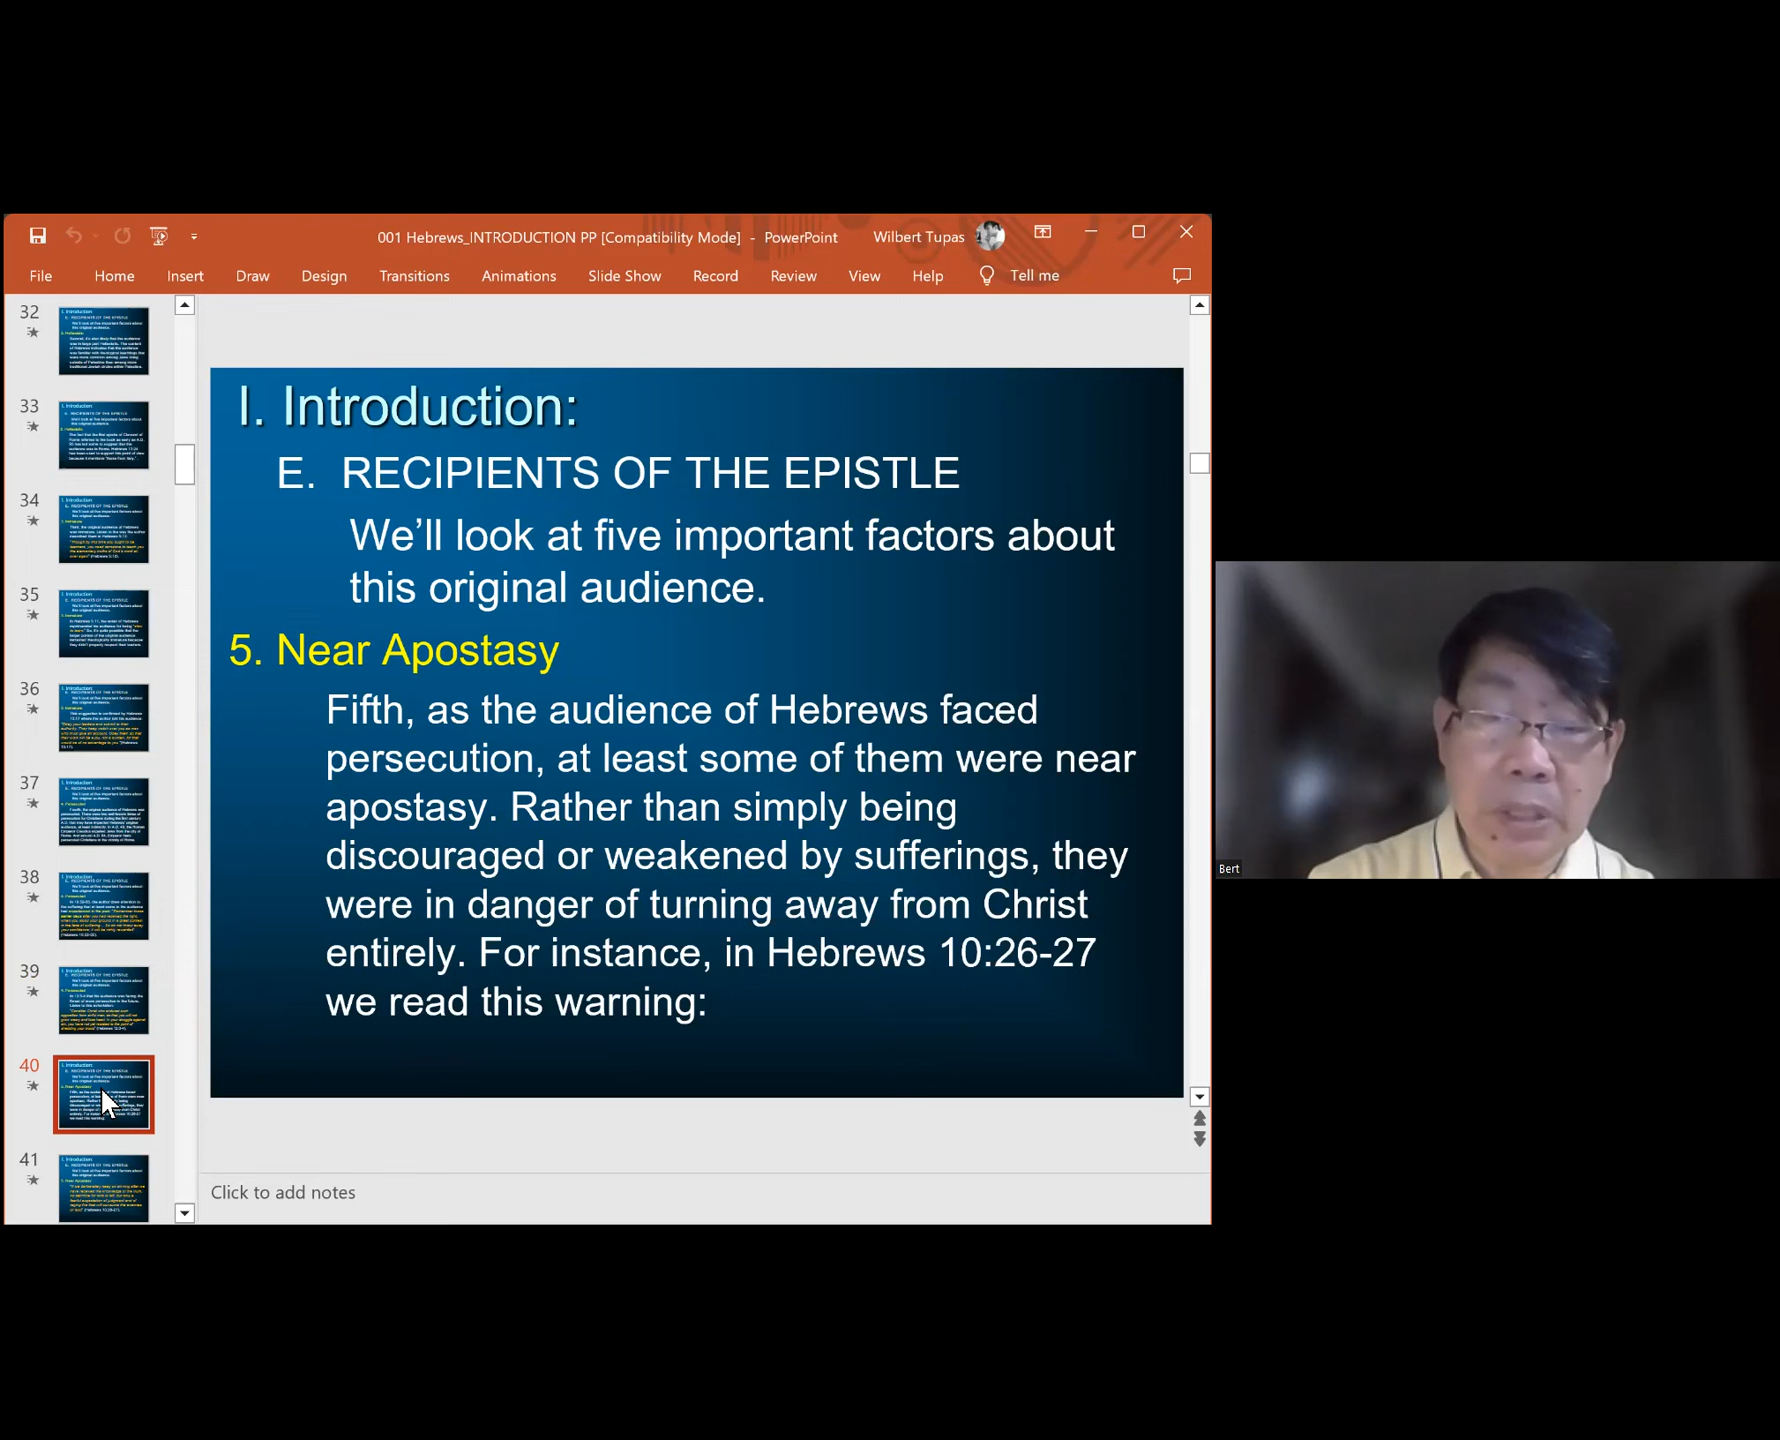 001 Hebrews_INTRODUCTION PP [Compatibility Mode] - PowerPoint
Wilbert Tupas
File Home Insert Draw Design Transitions Animations Slide Show Record Review View Help Tell me
32
33
34
35
36
37
38
39
40
41
I. Introduction:
E. RECIPIENTS OF THE EPISTLE
We’ll look at five important factors about
this original audience.
5. Near Apostasy
Fifth, as the audience of Hebrews faced
persecution, at least some of them were near
apostasy. Rather than simply being
discouraged or weakened by sufferings, they
were in danger of turning away from Christ
entirely. For instance, in Hebrews 10:26-27
we read this warning:
Click to add notes
Bert